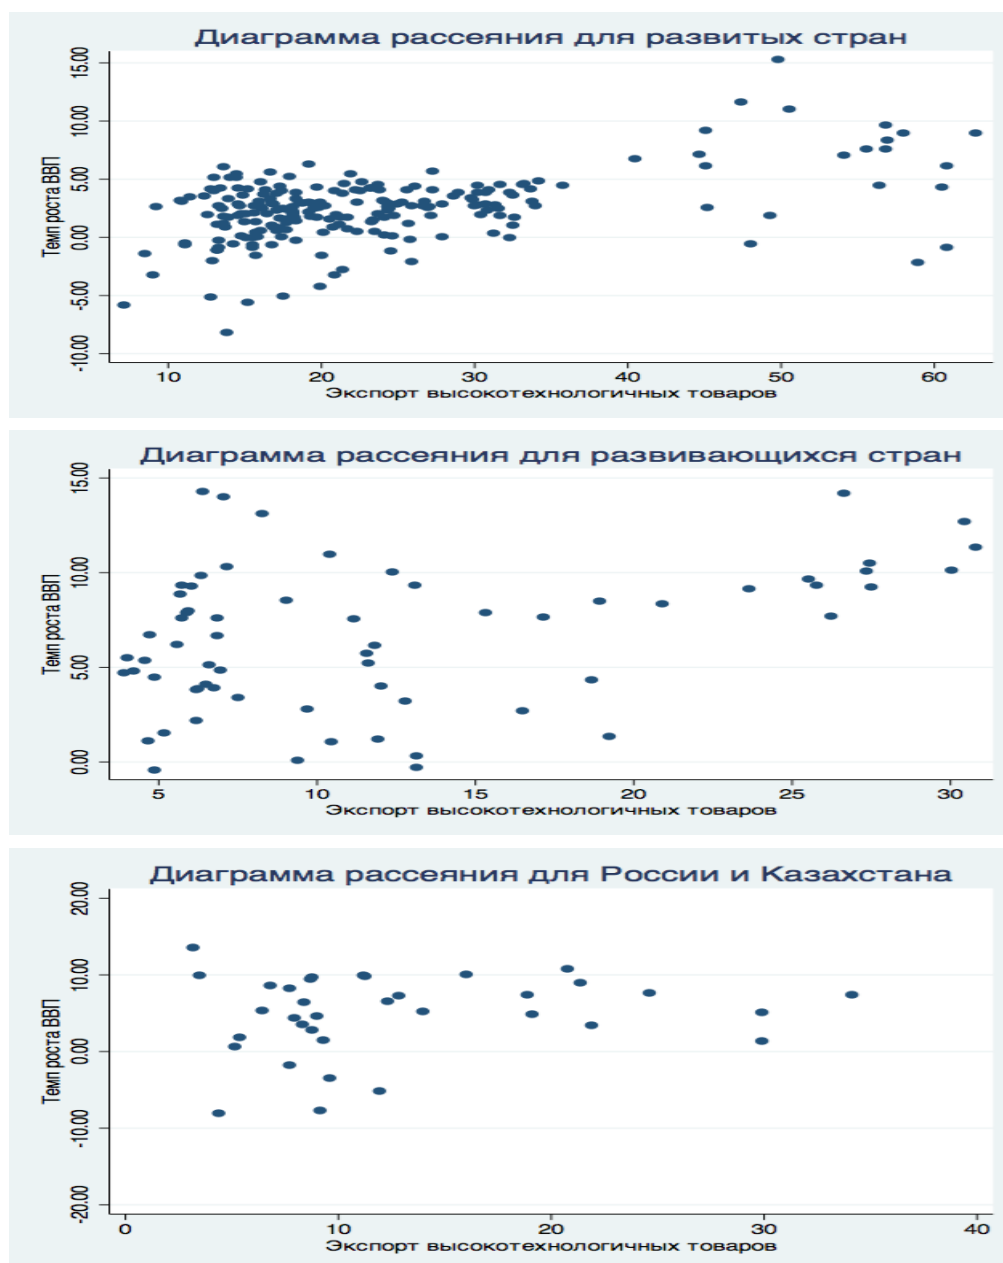 Диаграмма рассеяния для развитых стран
Темп роста ВВП
15.00
10.00
5.00
0.00
-5.00
-10.00
10 20 30 40 50 60
Экспорт высокотехнологичных товаров
Диаграмма рассеяния для развивающихся стран
Темп роста ВВП
15.00
10.00
5.00
0.00
5 10 15 20 25 30
Экспорт высокотехнологичных товаров
Диаграмма рассеяния для России и Казахстана
Темп роста ВВП
20.00
10.00
0.00
-10.00
-20.00
0 10 20 30 40
Экспорт высокотехнологичных товаров